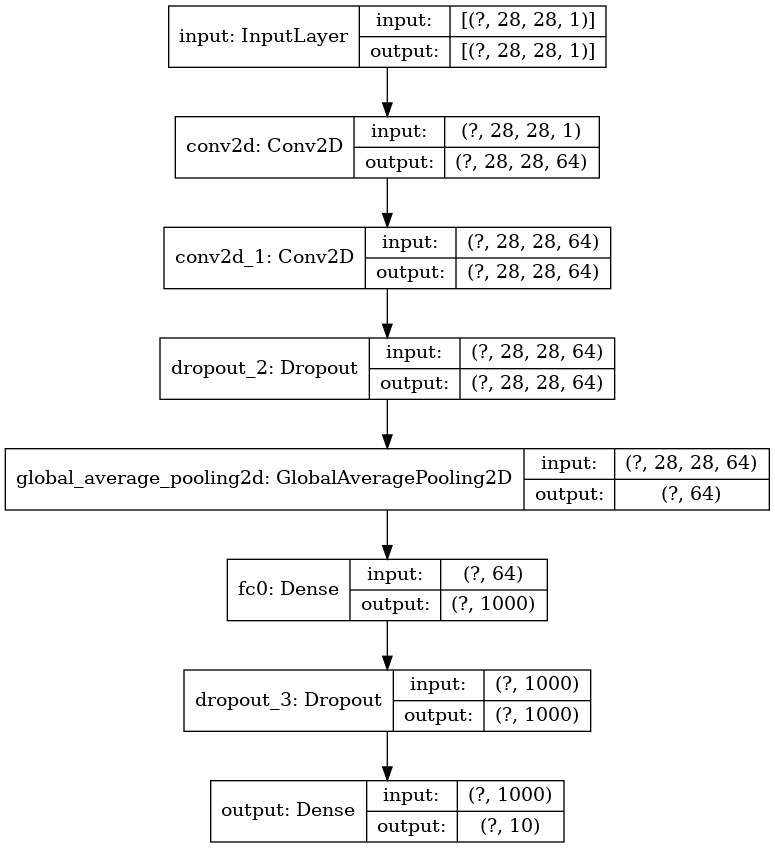 input: InputLayer
input:
[(?, 28, 28, 1)]
output:
[(?, 28, 28, 1)]
conv2d: Conv2D
input:
(?, 28, 28, 1)
output:
(?, 28, 28, 64)
conv2d_1: Conv2D
input:
(?, 28, 28, 64)
output:
(?, 28, 28, 64)
dropout_2: Dropout
input:
(?, 28, 28, 64)
output:
(?, 28, 28, 64)
global_average_pooling2d: GlobalAveragePooling2D
input:
(?, 28, 28, 64)
output:
(?, 64)
fc0: Dense
input:
(?, 64)
output:
(?, 1000)
dropout_3: Dropout
input:
(?, 1000)
output:
(?, 1000)
output: Dense
input:
(?, 1000)
output:
(?, 10)